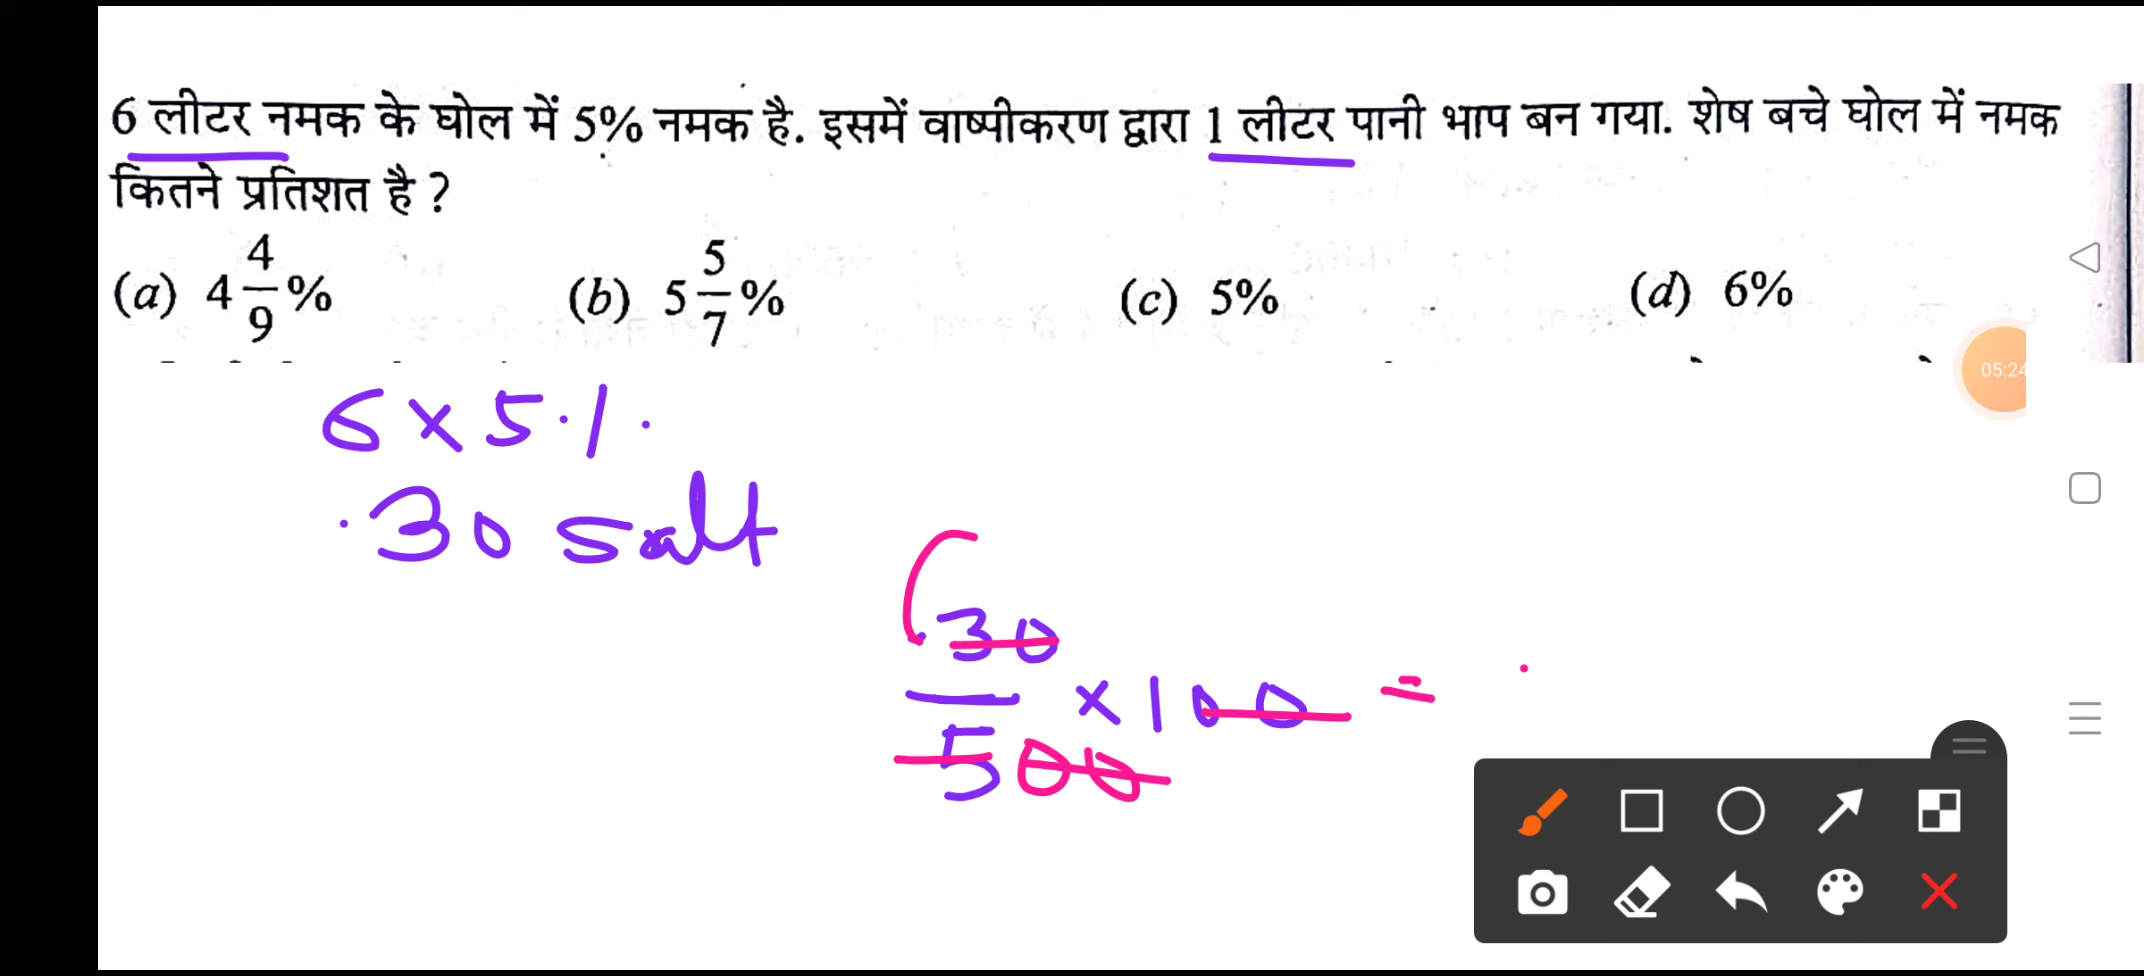 6 लीटर नमक के घोल में 5% नमक है. इसमें वाष्पीकरण द्वारा 1 लीटर पानी भाप बन गया. शेष बचे घोल में नमक
कितने प्रतिशत है ?
(a) 4 4/9 % (b) 5 5/7 % (c) 5% (d) 6%
05:24
6 × 5%
.30 salt
.30/500 × 100 =